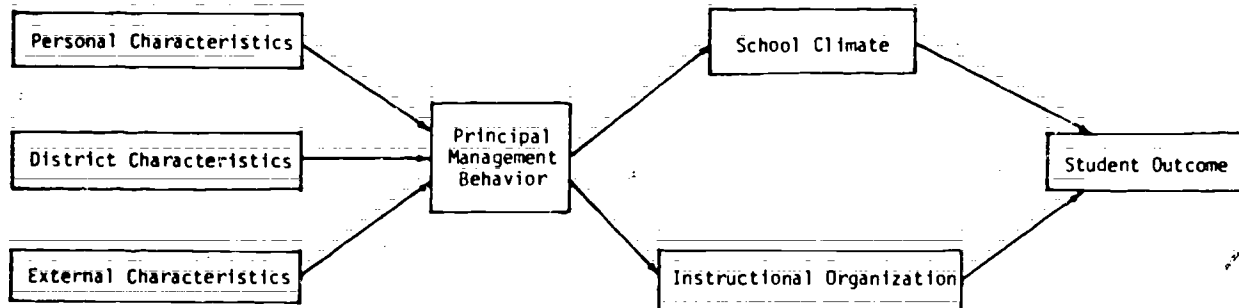 Personal Characteristics
School Climate
Principal
Management
Behavior
District Characteristics
Student Outcome
External Characteristics
Instructional Organization